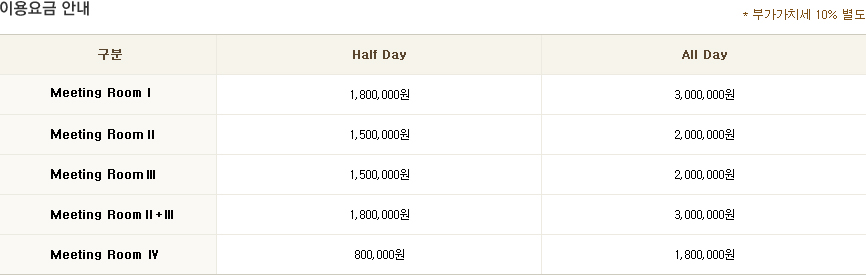 이용요금 안내
* 부가가치세 10% 별도
구분 Half Day All Day
Meeting Room Ⅰ 1,800,000원 3,000,000원
Meeting Room Ⅱ 1,500,000원 2,000,000원
Meeting Room Ⅲ 1,500,000원 2,000,000원
Meeting Room Ⅱ+Ⅲ 1,800,000원 3,000,000원
Meeting Room Ⅳ 800,000원 1,800,000원